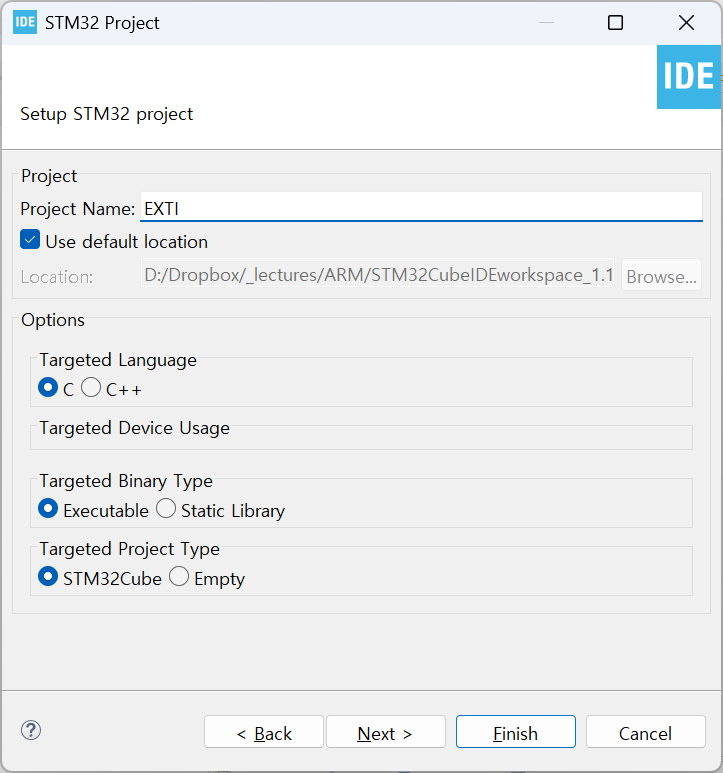 IDE STM32 Project
IDE
Setup STM32 project
Project
Project Name: EXTI
Use default location
Location: D:/Dropbox/_lectures/ARM/STM32CubeIDEworkspace_1.1 Browse...
Options
Targeted Language
C C++
Targeted Device Usage
Targeted Binary Type
Executable Static Library
Targeted Project Type
STM32Cube Empty
? < Back Next > Finish Cancel